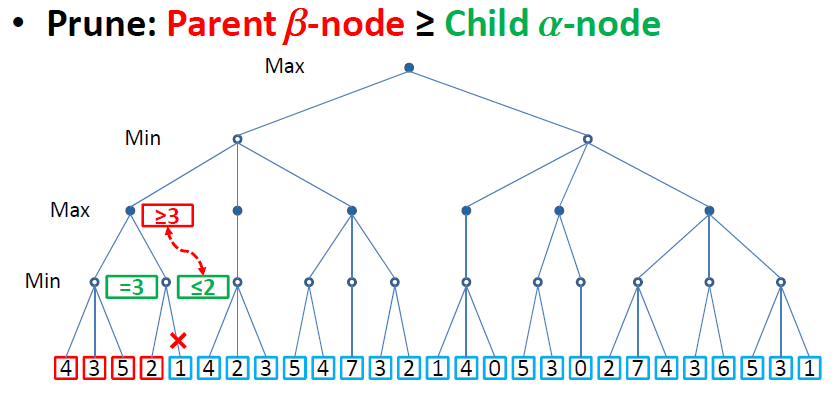 • Prune: Parent β-node ≥ Child α-node
Max
Min
Max
≥3
Min
=3
≤2
4 3 5 2 1 4 2 3 5 4 7 3 2 1 4 0 5 3 0 2 7 4 3 6 5 3 1